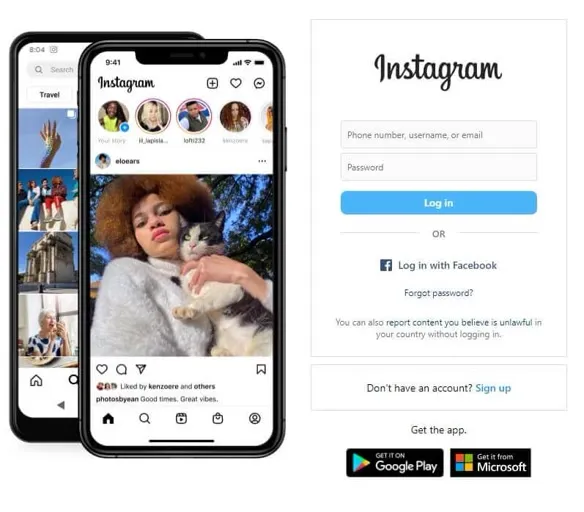 8:04
Search
Travel
9:41
Instagram
Your story
lofti232
kenzoere
eloears
Liked by kenzoere and others
photosbyean Good times. Great vibes.
Instagram
Phone number, username, or email
Password
Log in
OR
Log in with Facebook
Forgot password?
You can also report content you believe is unlawful in
your country without logging in.
Don't have an account? Sign up
Get the app.
GET IT ON
Google Play
Get it from
Microsoft